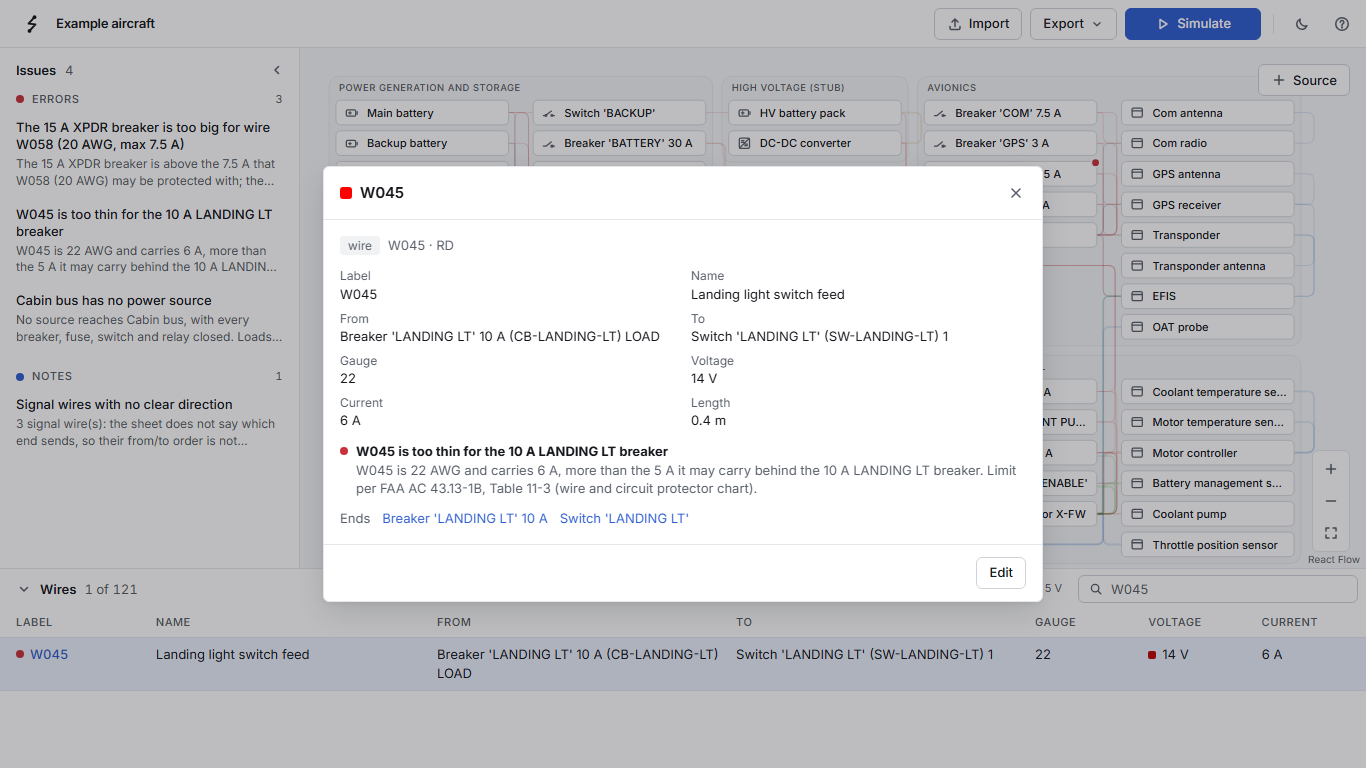 Example aircraft
Import
Export
Simulate
Issues 4
ERRORS 3
The 15 A XPDR breaker is too big for wire
W058 (20 AWG, max 7.5 A)
The 15 A XPDR breaker is above the 7.5 A that
W058 (20 AWG) may be protected with; the...
W045 is too thin for the 10 A LANDING LT
breaker
W045 is 22 AWG and carries 6 A, more than
the 5 A it may carry behind the 10 A LANDIN...
Cabin bus has no power source
No source reaches Cabin bus, with every
breaker, fuse, switch and relay closed. Loads...
NOTES 1
Signal wires with no clear direction
3 signal wire(s): the sheet does not say which
end sends, so their from/to order is not...
POWER GENERATION AND STORAGE
Main battery
Switch 'BACKUP'
Backup battery
Breaker 'BATTERY' 30 A
HIGH VOLTAGE (STUB)
HV battery pack
DC-DC converter
AVIONICS
Source
Breaker 'COM' 7.5 A
Com antenna
Breaker 'GPS' 3 A
Com radio
5 A
GPS antenna
A
GPS receiver
Transponder
Transponder antenna
EFIS
OAT probe
A
Coolant temperature se...
NT PU...
Motor temperature sen...
A
Motor controller
ENABLE'
Battery management s...
or X-FW
Coolant pump
Throttle position sensor
React Flow
W045
wire W045 · RD
Label
W045
Name
Landing light switch feed
From
Breaker 'LANDING LT' 10 A (CB-LANDING-LT) LOAD
To
Switch 'LANDING LT' (SW-LANDING-LT) 1
Gauge
22
Voltage
14 V
Current
6 A
Length
0.4 m
W045 is too thin for the 10 A LANDING LT breaker
W045 is 22 AWG and carries 6 A, more than the 5 A it may carry behind the 10 A LANDING LT breaker. Limit
per FAA AC 43.13-1B, Table 11-3 (wire and circuit protector chart).
Ends Breaker 'LANDING LT' 10 A Switch 'LANDING LT'
Edit
Wires 1 of 121
5 V
W045
LABEL NAME FROM TO GAUGE VOLTAGE CURRENT
W045 Landing light switch feed Breaker 'LANDING LT' 10 A (CB-LANDING-LT) Switch 'LANDING LT' (SW-LANDING-LT) 1 22 14 V 6 A
LOAD